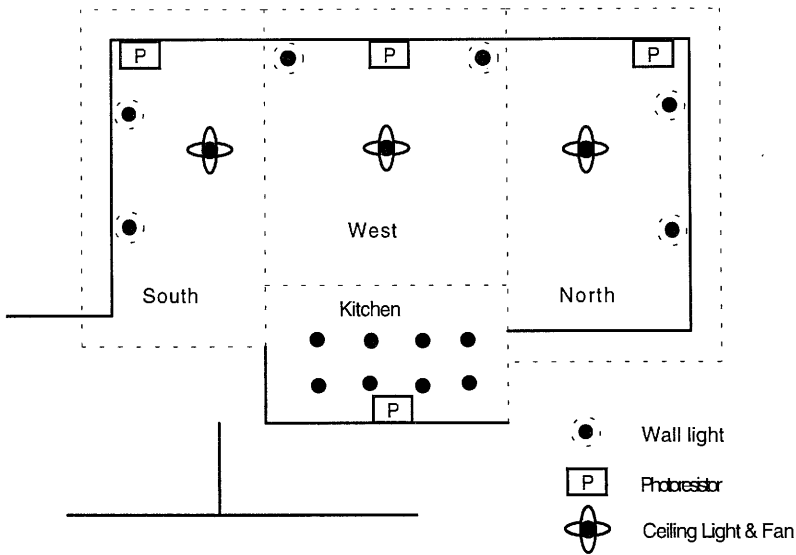 P
P
P
West
South
North
Kitchen
P
Wall light
P
Photoresistor
Ceiling Light & Fan